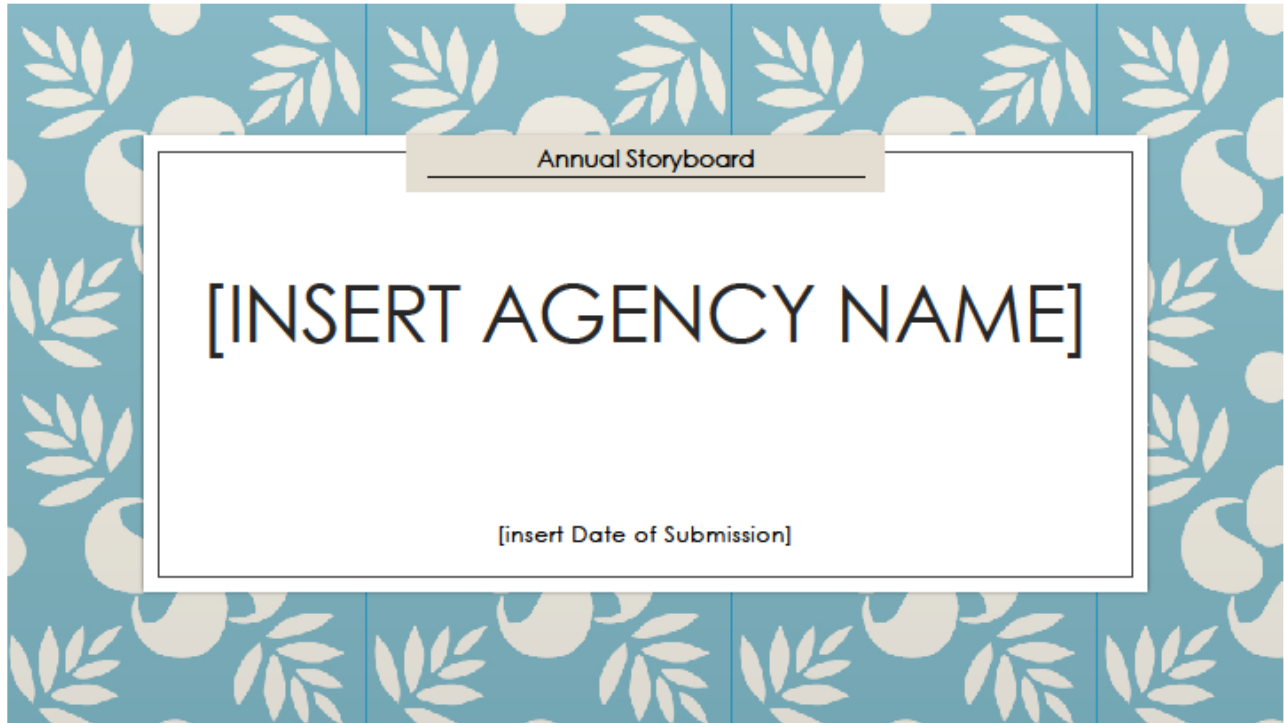 Annual Storyboard
[INSERT AGENCY NAME]
[insert Date of Submission]